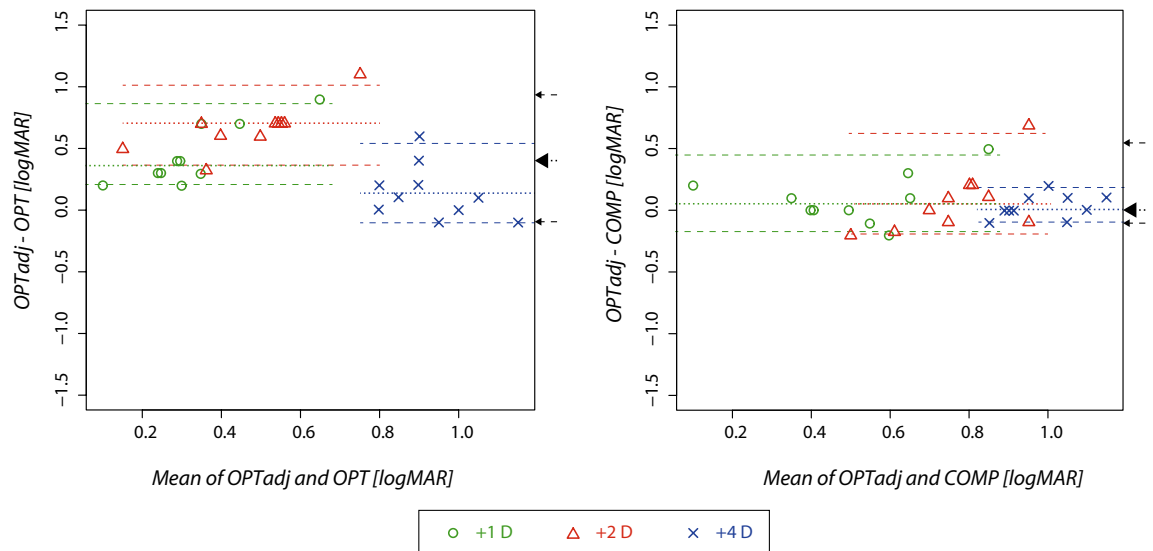 1.5
1.0
0.5
0.0
−0.5
−1.0
−1.5
OPTadj - OPT [logMAR]
0.2 0.4 0.6 0.8 1.0
Mean of OPTadj and OPT [logMAR]
1.5
1.0
0.5
0.0
−0.5
−1.0
−1.5
OPTadj - COMP [logMAR]
0.2 0.4 0.6 0.8 1.0
Mean of OPTadj and COMP [logMAR]
+1 D +2 D +4 D